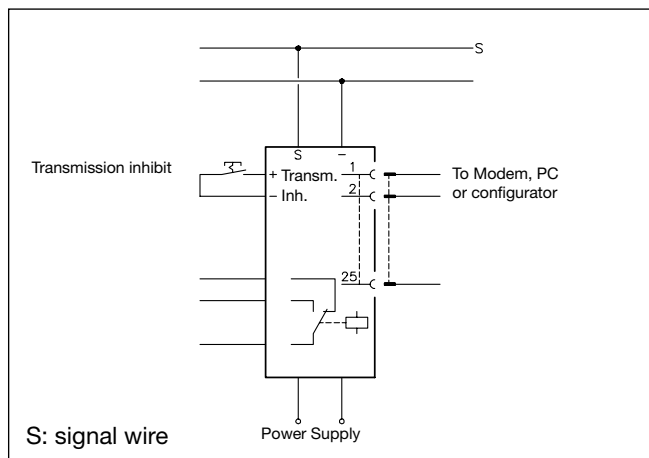 S
S –
Transmission inhibit
+ Transm. 1
– Inh. 2
To Modem, PC
or configurator
25
S: signal wire
Power Supply